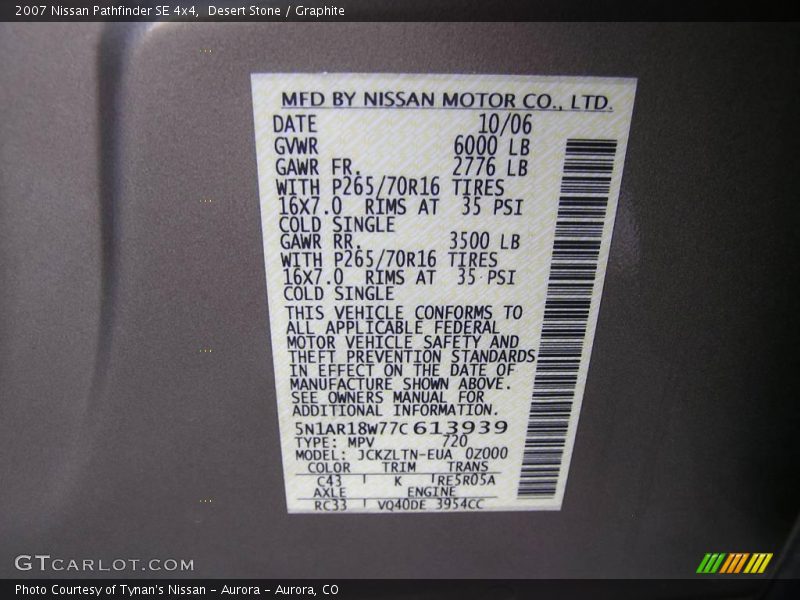 2007 Nissan Pathfinder SE 4x4, Desert Stone / Graphite
MFD BY NISSAN MOTOR CO., LTD.
DATE 10/06
GVWR 6000 LB
GAWR FR. 2776 LB
WITH P265/70R16 TIRES
16X7.0 RIMS AT 35 PSI
COLD SINGLE
GAWR RR. 3500 LB
WITH P265/70R16 TIRES
16X7.0 RIMS AT 35 PSI
COLD SINGLE
THIS VEHICLE CONFORMS TO
ALL APPLICABLE FEDERAL
MOTOR VEHICLE SAFETY AND
THEFT PREVENTION STANDARDS
IN EFFECT ON THE DATE OF
MANUFACTURE SHOWN ABOVE.
SEE OWNERS MANUAL FOR
ADDITIONAL INFORMATION.
5N1AR18W77C613939
TYPE: MPV 720
MODEL: JCKZLTN-EUA 0Z000
COLOR TRIM TRANS
C43 K RE5R05A
AXLE ENGINE
RC33 VQ40DE 3954CC
GTCARLOT.COM
Photo Courtesy of Tynan's Nissan - Aurora - Aurora, CO